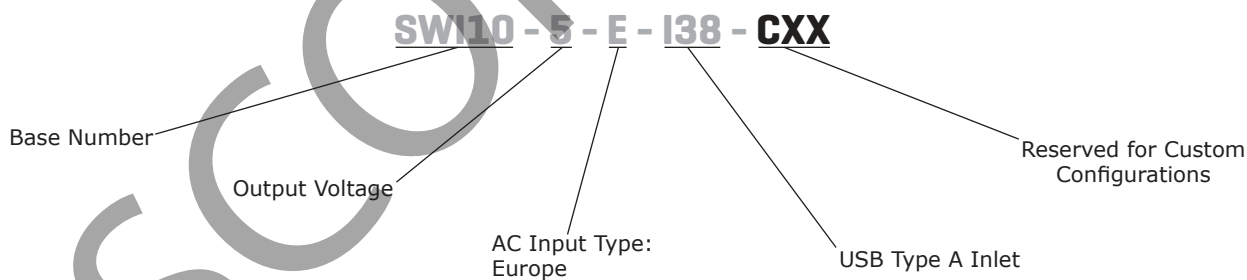 SWI10 - 5 - E - I38 - CXX
Base Number
Output Voltage
AC Input Type:
Europe
USB Type A Inlet
Reserved for Custom
Configurations
SCO